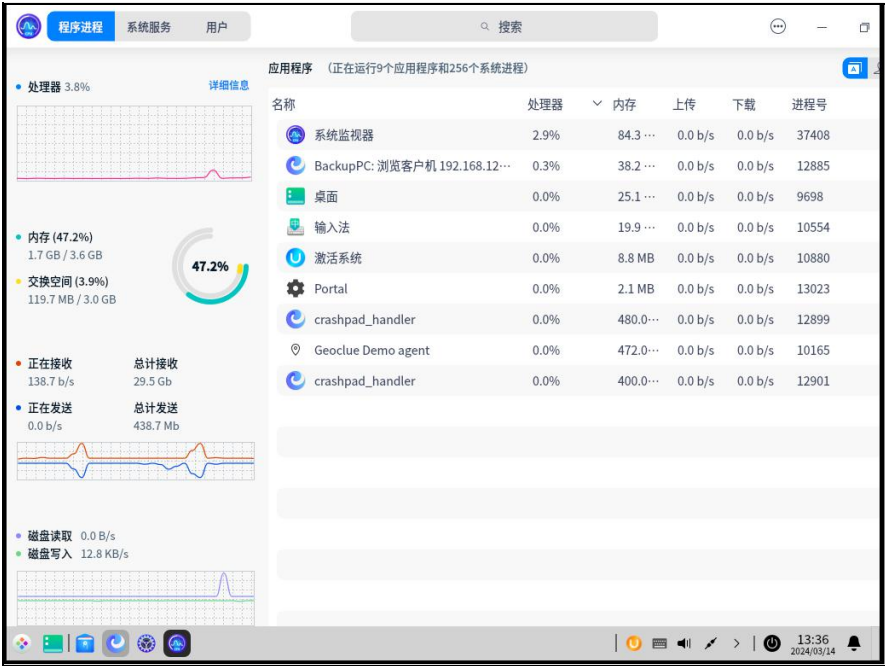 程序进程 系统服务 用户 搜索
应用程序 (正在运行9个应用程序和256个系统进程)
处理器 3.8% 详细信息
内存 (47.2%)
1.7 GB / 3.6 GB
47.2%
交换空间 (3.9%)
119.7 MB / 3.0 GB
正在接收 总计接收
138.7 b/s 29.5 Gb
正在发送 总计发送
0.0 b/s 438.7 Mb
磁盘读取 0.0 B/s
磁盘写入 12.8 KB/s
名称 处理器 内存 上传 下载 进程号
系统监视器 2.9% 84.3 ··· 0.0 b/s 0.0 b/s 37408
BackupPC: 浏览客户机 192.168.12··· 0.3% 38.2 ··· 0.0 b/s 0.0 b/s 12885
桌面 0.0% 25.1 ··· 0.0 b/s 0.0 b/s 9698
输入法 0.0% 19.9 ··· 0.0 b/s 0.0 b/s 10554
激活系统 0.0% 8.8 MB 0.0 b/s 0.0 b/s 10880
Portal 0.0% 2.1 MB 0.0 b/s 0.0 b/s 13023
crashpad_handler 0.0% 480.0··· 0.0 b/s 0.0 b/s 12899
Geoclue Demo agent 0.0% 472.0··· 0.0 b/s 0.0 b/s 10165
crashpad_handler 0.0% 400.0··· 0.0 b/s 0.0 b/s 12901
13:36
2024/03/14